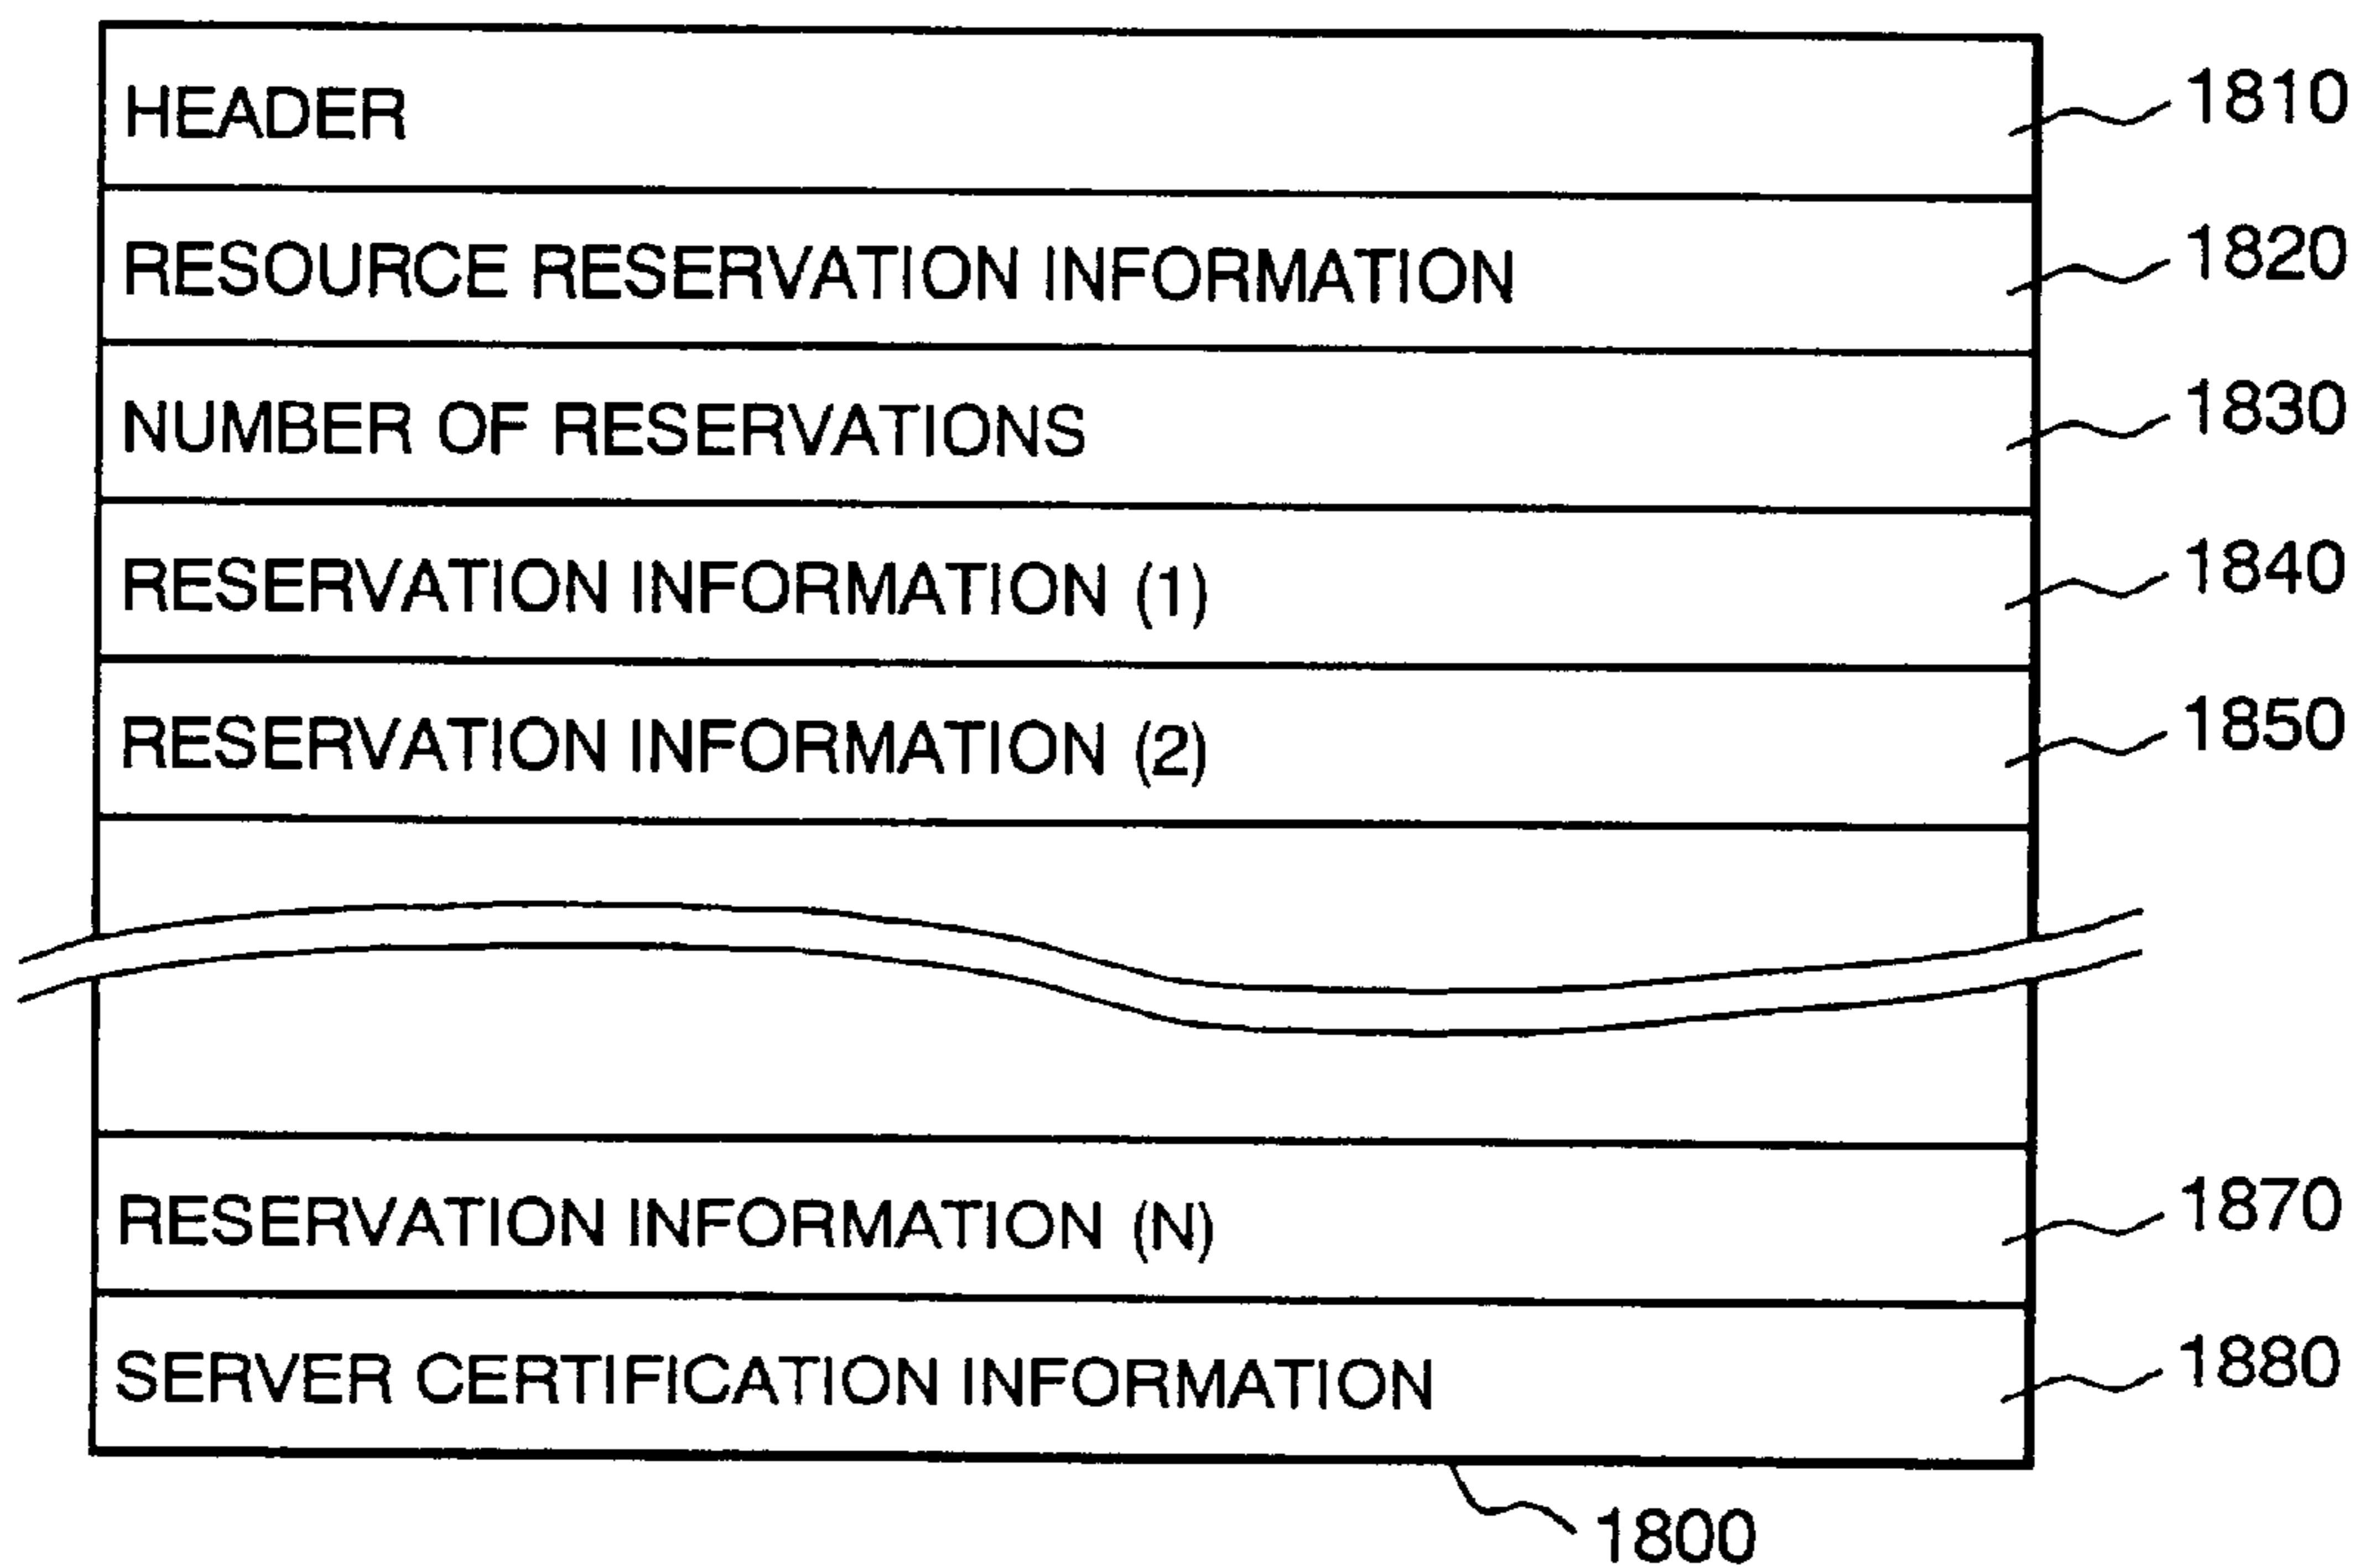 HEADER 1810
RESOURCE RESERVATION INFORMATION 1820
NUMBER OF RESERVATIONS 1830
RESERVATION INFORMATION (1) 1840
RESERVATION INFORMATION (2) 1850
RESERVATION INFORMATION (N) 1870
SERVER CERTIFICATION INFORMATION 1880
1800